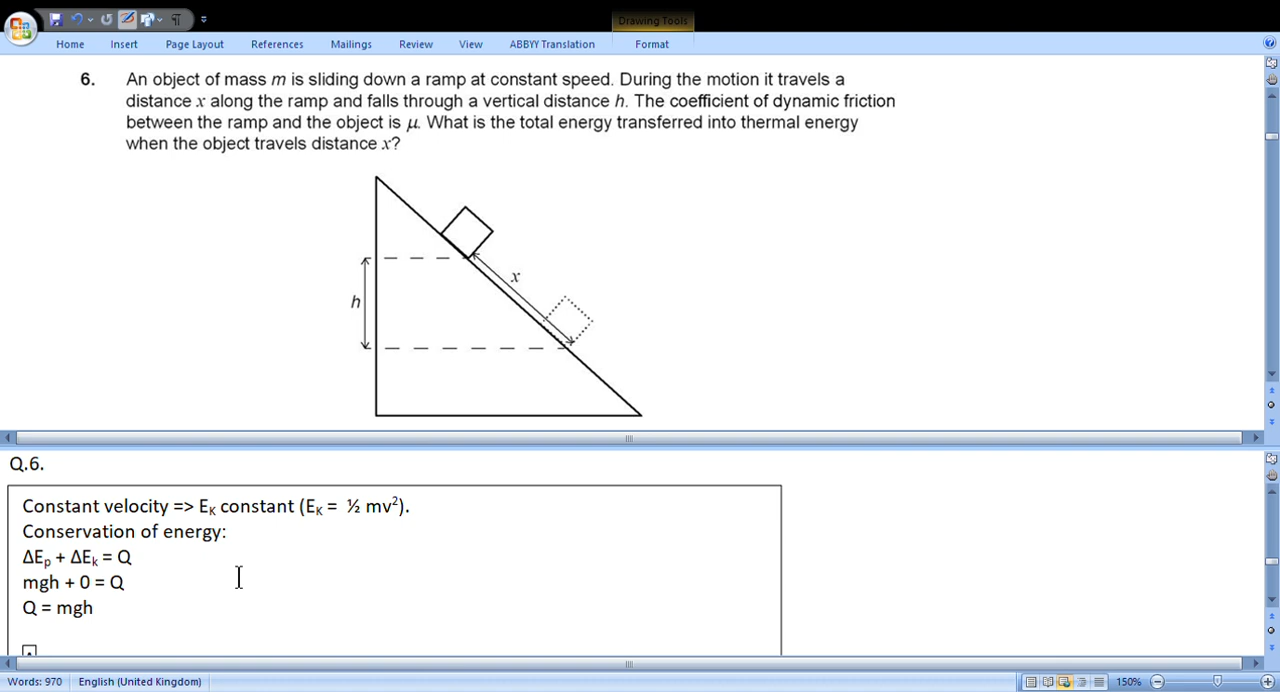 Drawing Tools
Home Insert Page Layout References Mailings Review View ABBYY Translation Format
6. An object of mass m is sliding down a ramp at constant speed. During the motion it travels a
distance x along the ramp and falls through a vertical distance h. The coefficient of dynamic friction
between the ramp and the object is μ. What is the total energy transferred into thermal energy
when the object travels distance x?
x
h
Q.6.
Constant velocity => EK constant (EK = ½ mv²).
Conservation of energy:
ΔEp + ΔEk = Q
mgh + 0 = Q
Q = mgh
Words: 970 English (United Kingdom) 150%